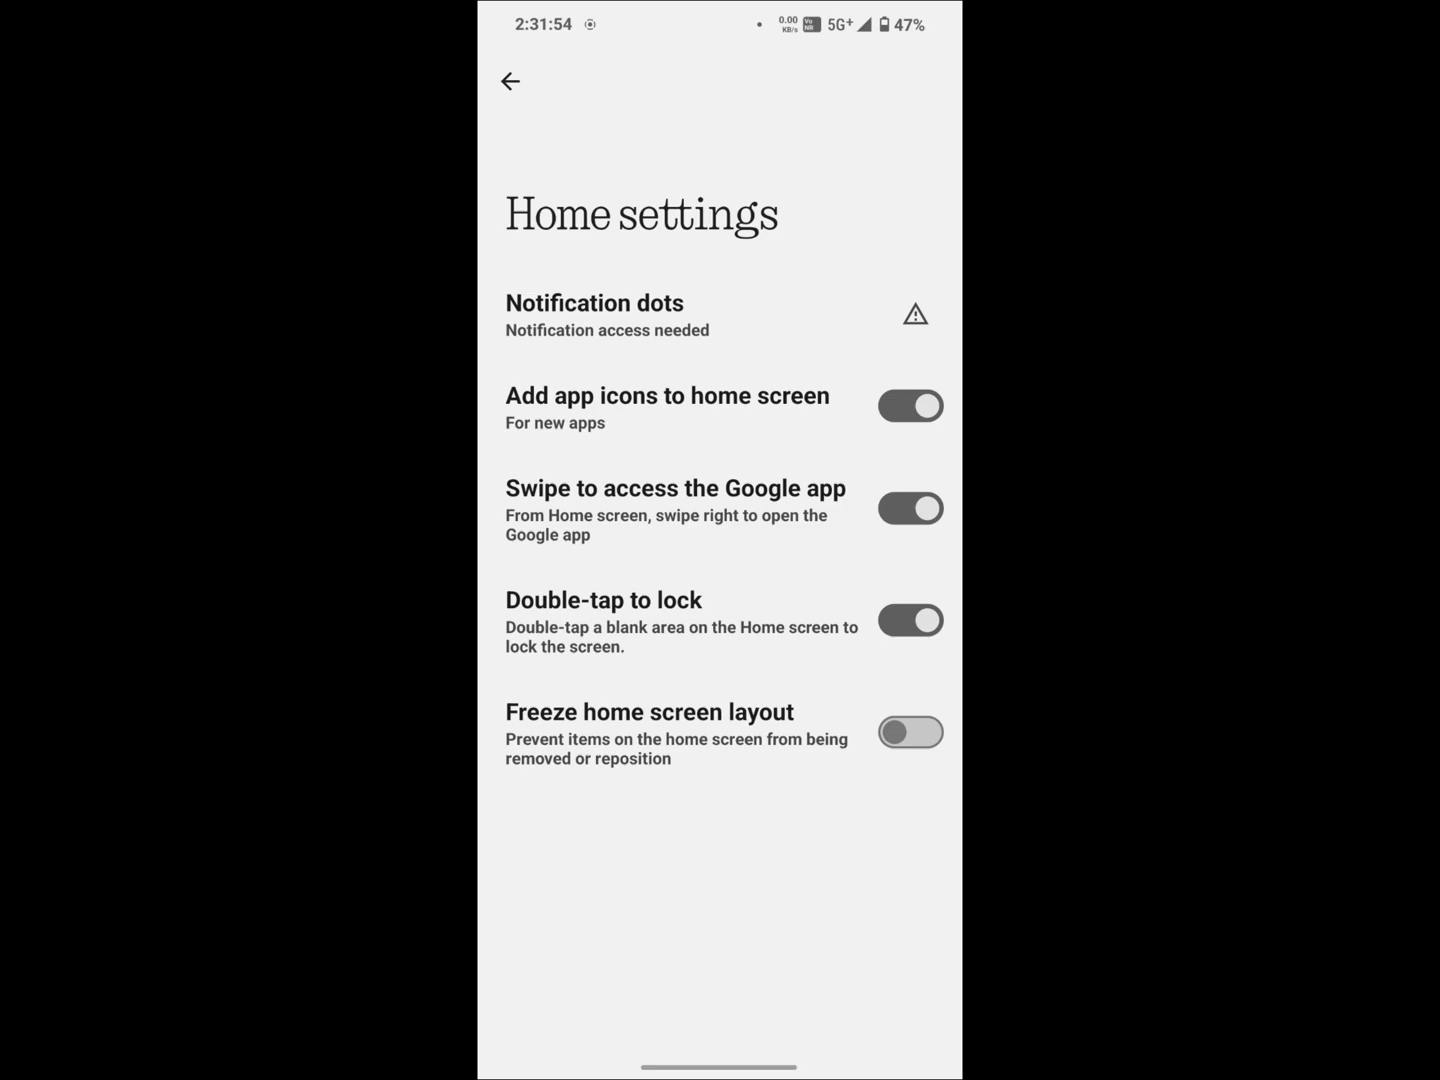 2:31:54
0.00 KB/s Vo NR 5G+ 47%
Home settings
Notification dots
Notification access needed
Add app icons to home screen
For new apps
Swipe to access the Google app
From Home screen, swipe right to open the
Google app
Double-tap to lock
Double-tap a blank area on the Home screen to
lock the screen.
Freeze home screen layout
Prevent items on the home screen from being
removed or reposition